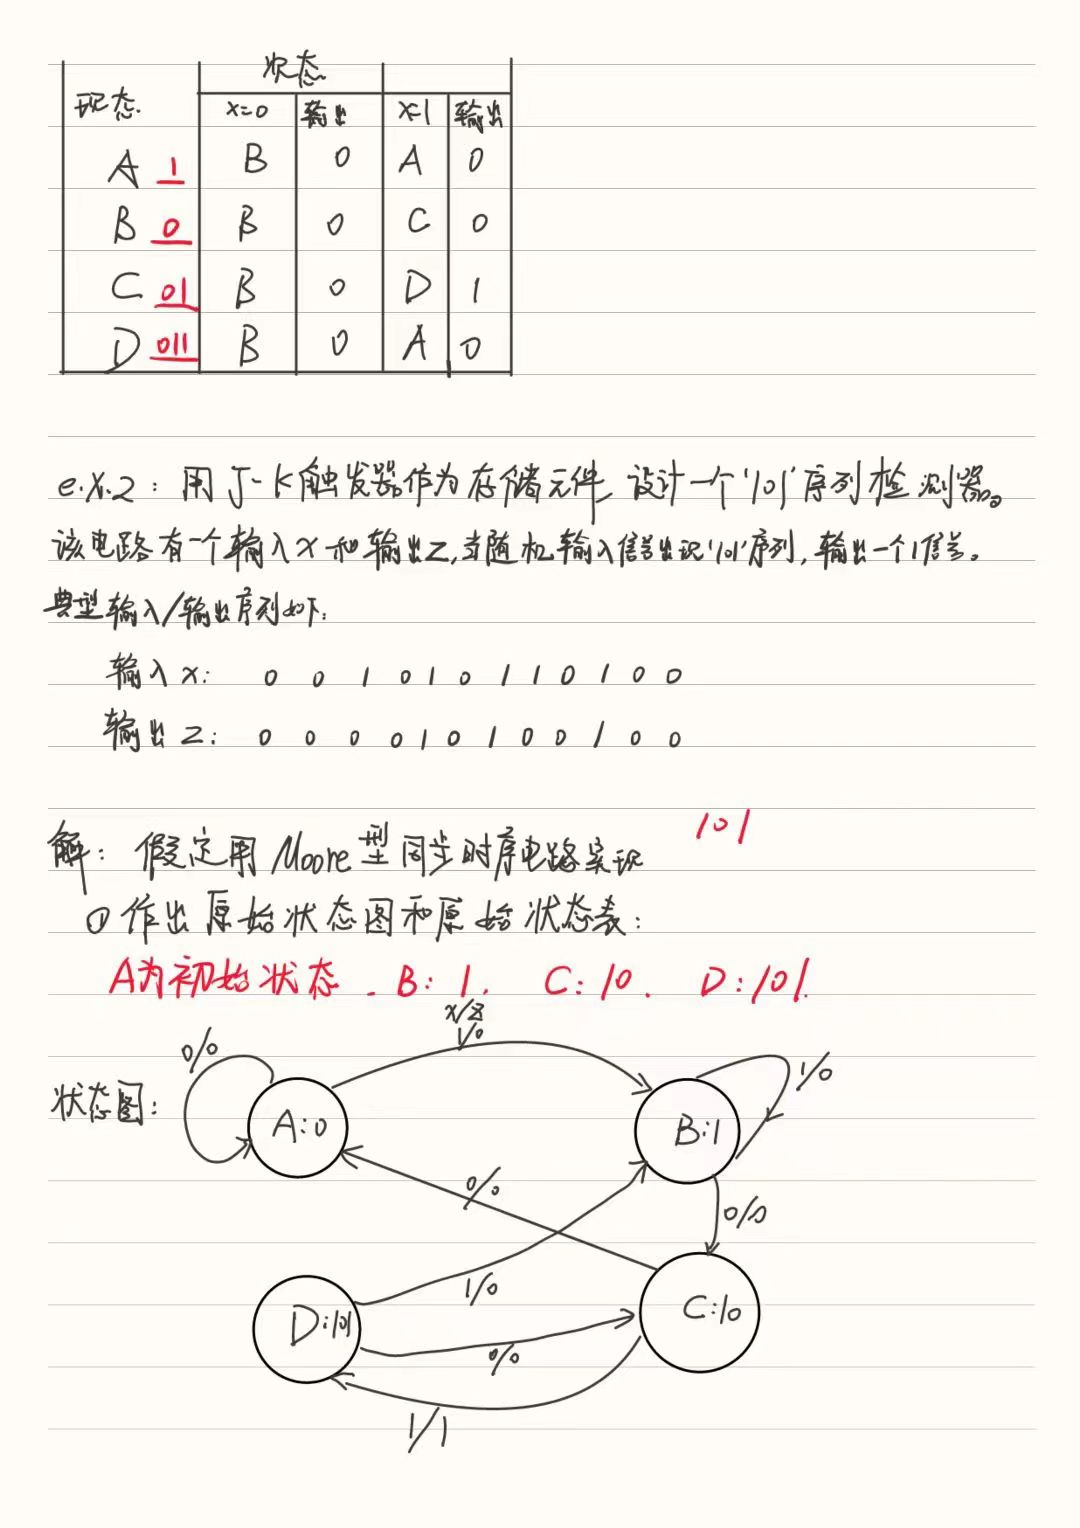 状态
现态 x=0 输出 x=1 输出
A 1 B 0 A 0
B 0 B 0 C 0
C 01 B 0 D 1
D 011 B 0 A 0
e.x.2：用J-K触发器作为存储元件，设计一个'101'序列检测器。
该电路有一个输入x和输出Z，当随机输入信号出现'101'序列，输出一个1信号。
典型输入/输出序列如下：
输入x： 0 0 1 0 1 0 1 1 0 1 0 0
输出Z： 0 0 0 0 1 0 1 0 0 1 0 0
101
解：假定用Moore型同步时序电路实现
①作出原始状态图和原始状态表：
A为初始状态. B：1. C：10. D：101.
x/z
0/0 1/0
状态图： A:0 B:1 1/0
0/0 0/0
1/0
D:101 C:10
0/0
1/1